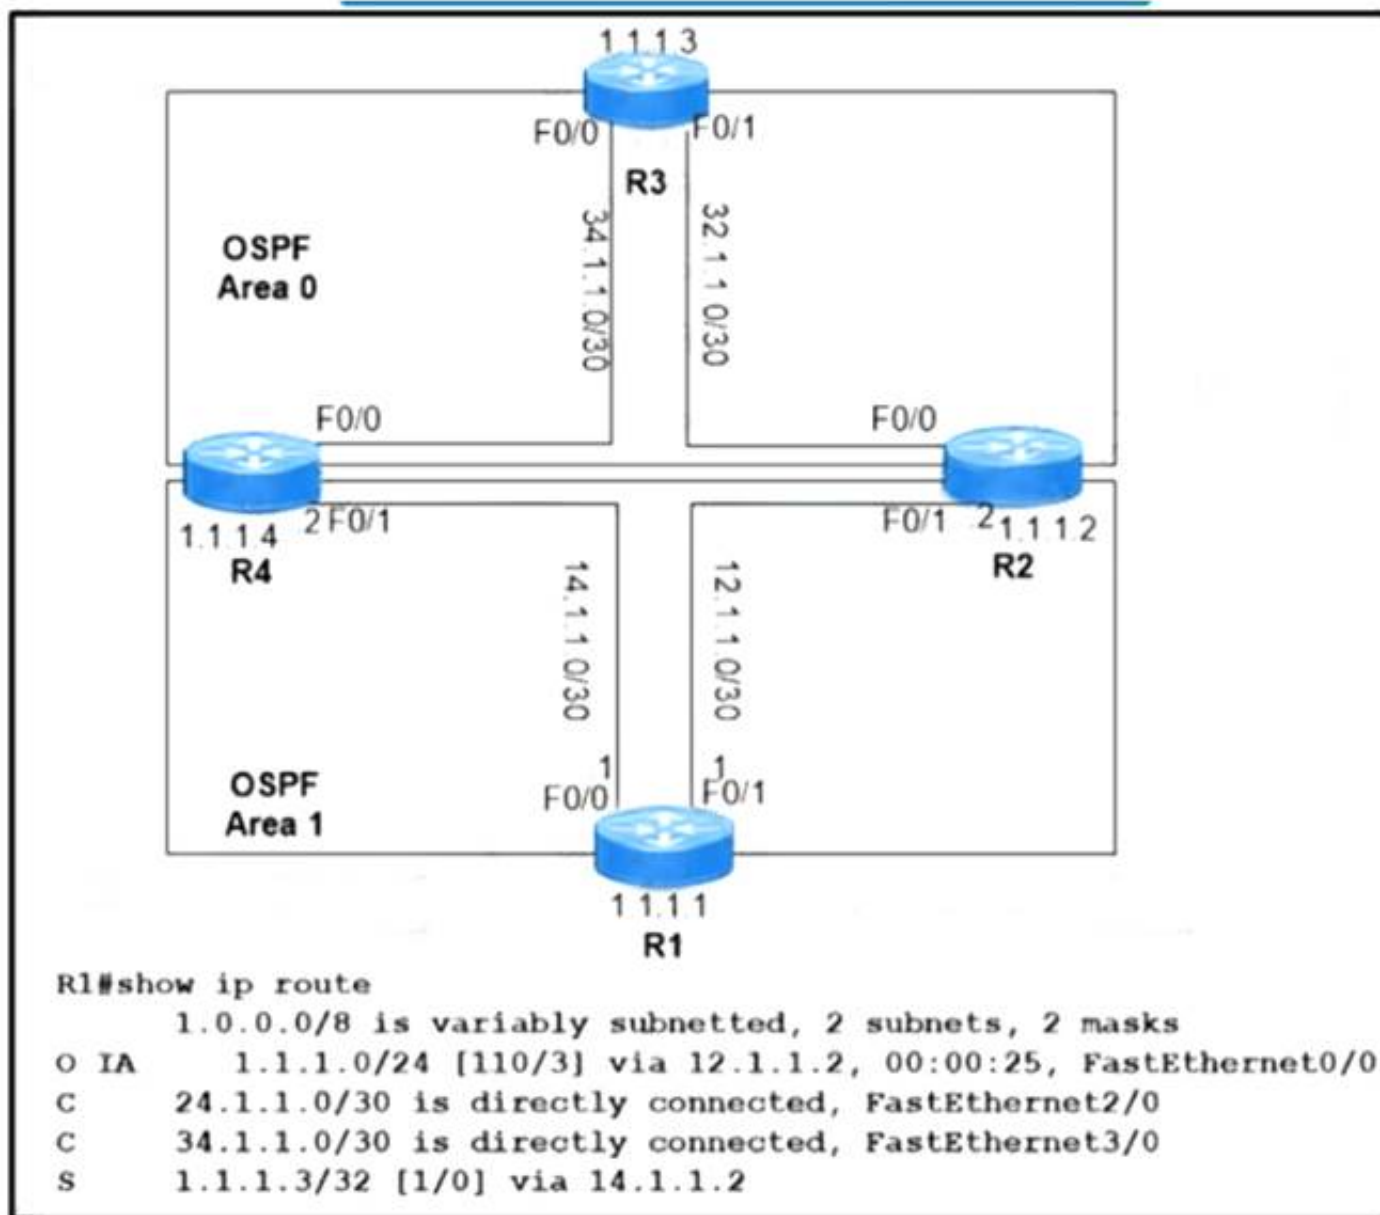 1 1.1 3
F0/0
F0/1
R3
34.1.1.0/30
32.1.1 0/30
OSPF
Area 0
F0/0
F0/0
2 F0/1
F0/1 .2
1.1 1.4
1.1 1.2
R4
R2
14.1.1 0/30
12.1.1.0/30
OSPF
Area 1
1
1
F0/0
F0/1
1 1.1 1
R1
R1#show ip route
1.0.0.0/8 is variably subnetted, 2 subnets, 2 masks
O IA 1.1.1.0/24 [110/3] via 12.1.1.2, 00:00:25, FastEthernet0/0
C 24.1.1.0/30 is directly connected, FastEthernet2/0
C 34.1.1.0/30 is directly connected, FastEthernet3/0
S 1.1.1.3/32 [1/0] via 14.1.1.2